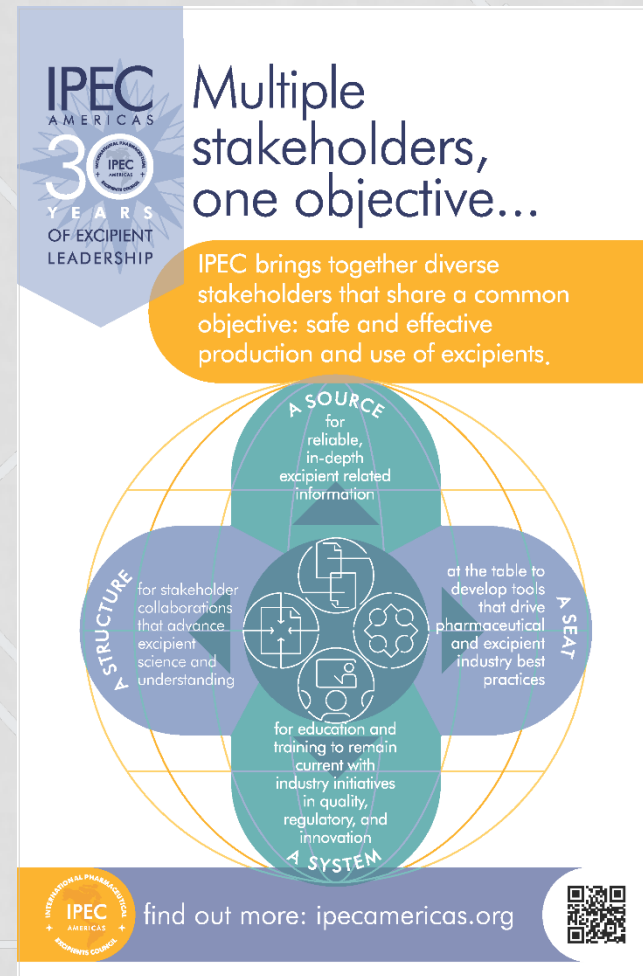 IPEC
AMERICAS
30
INTERNATIONAL PHARMACEUTICAL
IPEC
AMERICAS
EXCIPIENTS COUNCIL
YEARS
OF EXCIPIENT
LEADERSHIP
Multiple
stakeholders,
one objective...
IPEC brings together diverse
stakeholders that share a common
objective: safe and effective
production and use of excipients.
A SOURCE
for
reliable,
in-depth
excipient related
information
A STRUCTURE
for stakeholder
collaborations
that advance
excipient
science and
understanding
at the table to
develop tools
that drive
pharmaceutical
and excipient
industry best
practices
A SEAT
for education and
training to remain
current with
industry initiatives
in quality,
regulatory, and
innovation
A SYSTEM
INTERNATIONAL PHARMACEUTICAL
IPEC
AMERICAS
EXCIPIENTS COUNCIL
find out more: ipecamericas.org